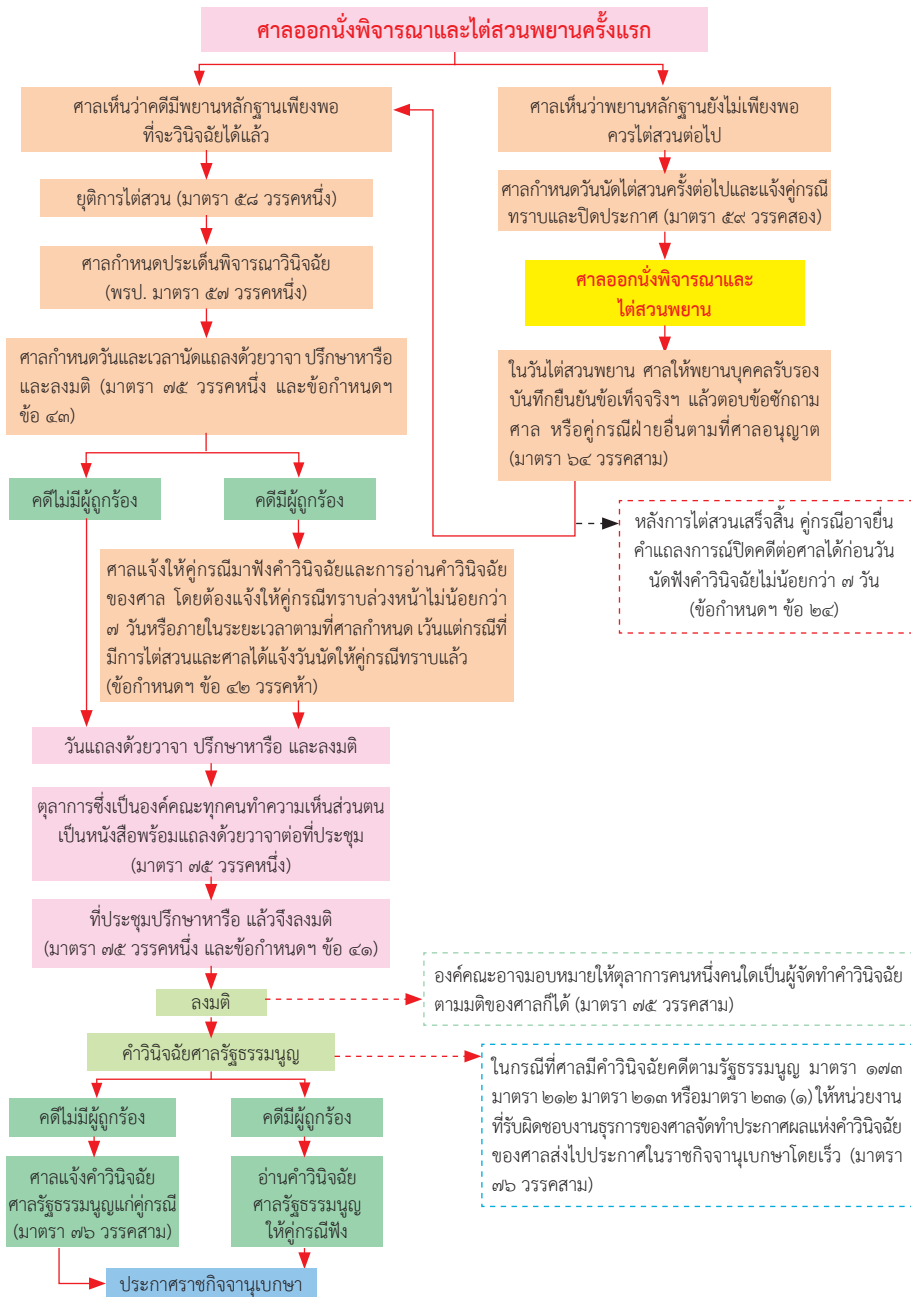 ศาลออกนั่งพิจารณาและไต่สวนพยานครั้งแรก
ศาลเห็นว่าคดีมีพยานหลักฐานเพียงพอ
ที่จะวินิจฉัยได้แล้ว
ยุติการไต่สวน (มาตรา ๕๘ วรรคหนึ่ง)
ศาลกำหนดประเด็นพิจารณาวินิจฉัย
(พรป. มาตรา ๕๗ วรรคหนึ่ง)
ศาลกำหนดวันและเวลานัดแถลงด้วยวาจา ปรึกษาหารือ
และลงมติ (มาตรา ๗๕ วรรคหนึ่ง และข้อกำหนดฯ
ข้อ ๔๓)
ศาลเห็นว่าพยานหลักฐานยังไม่เพียงพอ
ควรไต่สวนต่อไป
ศาลกำหนดวันนัดไต่สวนครั้งต่อไปและแจ้งคู่กรณี
ทราบและปิดประกาศ (มาตรา ๕๙ วรรคสอง)
ศาลออกนั่งพิจารณาและ
ไต่สวนพยาน
ในวันไต่สวนพยาน ศาลให้พยานบุคคลรับรอง
บันทึกยืนยันข้อเท็จจริงฯ แล้วตอบข้อซักถาม
ศาล หรือคู่กรณีฝ่ายอื่นตามที่ศาลอนุญาต
(มาตรา ๖๔ วรรคสาม)
หลังการไต่สวนเสร็จสิ้น คู่กรณีอาจยื่น
คำแถลงการณ์ปิดคดีต่อศาลได้ก่อนวัน
นัดฟังคำวินิจฉัยไม่น้อยกว่า ๗ วัน
(ข้อกำหนดฯ ข้อ ๒๔)
คดีไม่มีผู้ถูกร้อง
คดีมีผู้ถูกร้อง
ศาลแจ้งให้คู่กรณีมาฟังคำวินิจฉัยและการอ่านคำวินิจฉัย
ของศาล โดยต้องแจ้งให้คู่กรณีทราบล่วงหน้าไม่น้อยกว่า
๗ วันหรือภายในระยะเวลาตามที่ศาลกำหนด เว้นแต่กรณีที่
มีการไต่สวนและศาลได้แจ้งวันนัดให้คู่กรณีทราบแล้ว
(ข้อกำหนดฯ ข้อ ๔๒ วรรคห้า)
วันแถลงด้วยวาจา ปรึกษาหารือ และลงมติ
ตุลาการซึ่งเป็นองค์คณะทุกคนทำความเห็นส่วนตน
เป็นหนังสือพร้อมแถลงด้วยวาจาต่อที่ประชุม
(มาตรา ๗๕ วรรคหนึ่ง)
ที่ประชุมปรึกษาหารือ แล้วจึงลงมติ
(มาตรา ๗๕ วรรคหนึ่ง และข้อกำหนดฯ ข้อ ๔๑)
ลงมติ
องค์คณะอาจมอบหมายให้ตุลาการคนหนึ่งคนใดเป็นผู้จัดทำคำวินิจฉัย
ตามมติของศาลก็ได้ (มาตรา ๗๕ วรรคสาม)
คำวินิจฉัยศาลรัฐธรรมนูญ
ในกรณีที่ศาลมีคำวินิจฉัยคดีตามรัฐธรรมนูญ มาตรา ๑๗๓
มาตรา ๒๑๒ มาตรา ๒๑๓ หรือมาตรา ๒๓๑ (๑) ให้หน่วยงาน
ที่รับผิดชอบงานธุรการของศาลจัดทำประกาศผลแห่งคำวินิจฉัย
ของศาลส่งไปประกาศในราชกิจจานุเบกษาโดยเร็ว (มาตรา
๗๖ วรรคสาม)
คดีไม่มีผู้ถูกร้อง
คดีมีผู้ถูกร้อง
ศาลแจ้งคำวินิจฉัย
ศาลรัฐธรรมนูญแก่คู่กรณี
(มาตรา ๗๖ วรรคสาม)
อ่านคำวินิจฉัย
ศาลรัฐธรรมนูญ
ให้คู่กรณีฟัง
ประกาศราชกิจจานุเบกษา